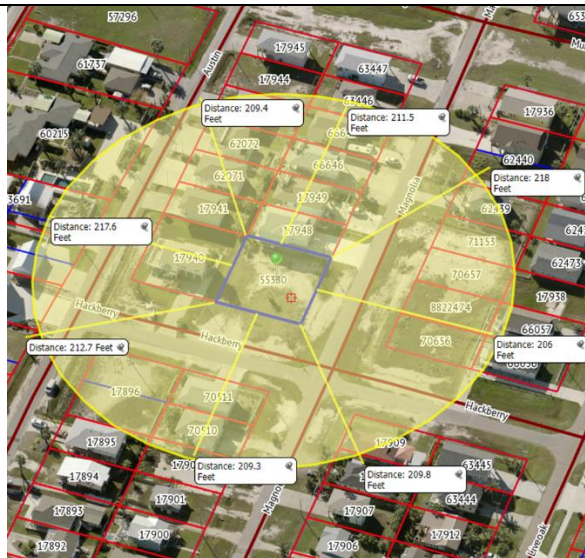 57296
61737
Austin
17945
17944
63447
63446
Distance: 209.4
Feet
Distance: 211.5
Feet
17936
60215
62072
66646
62440
62071
17949
Magnolia
Distance: 218
Feet
62439
3691
17941
17948
71153
Distance: 217.6
Feet
17940
55380
70657
62473
17938
8822474
Hackberry
Hackberry
66057
Distance: 212.7 Feet
70656
Distance: 206
Feet
17896
70511
Hackberry
70510
17895
17909
Distance: 209.3
Feet
63445
17894
Distance: 209.8
Feet
17901
63444
17893
17907
17900
17912
17892
17906
Liveoak